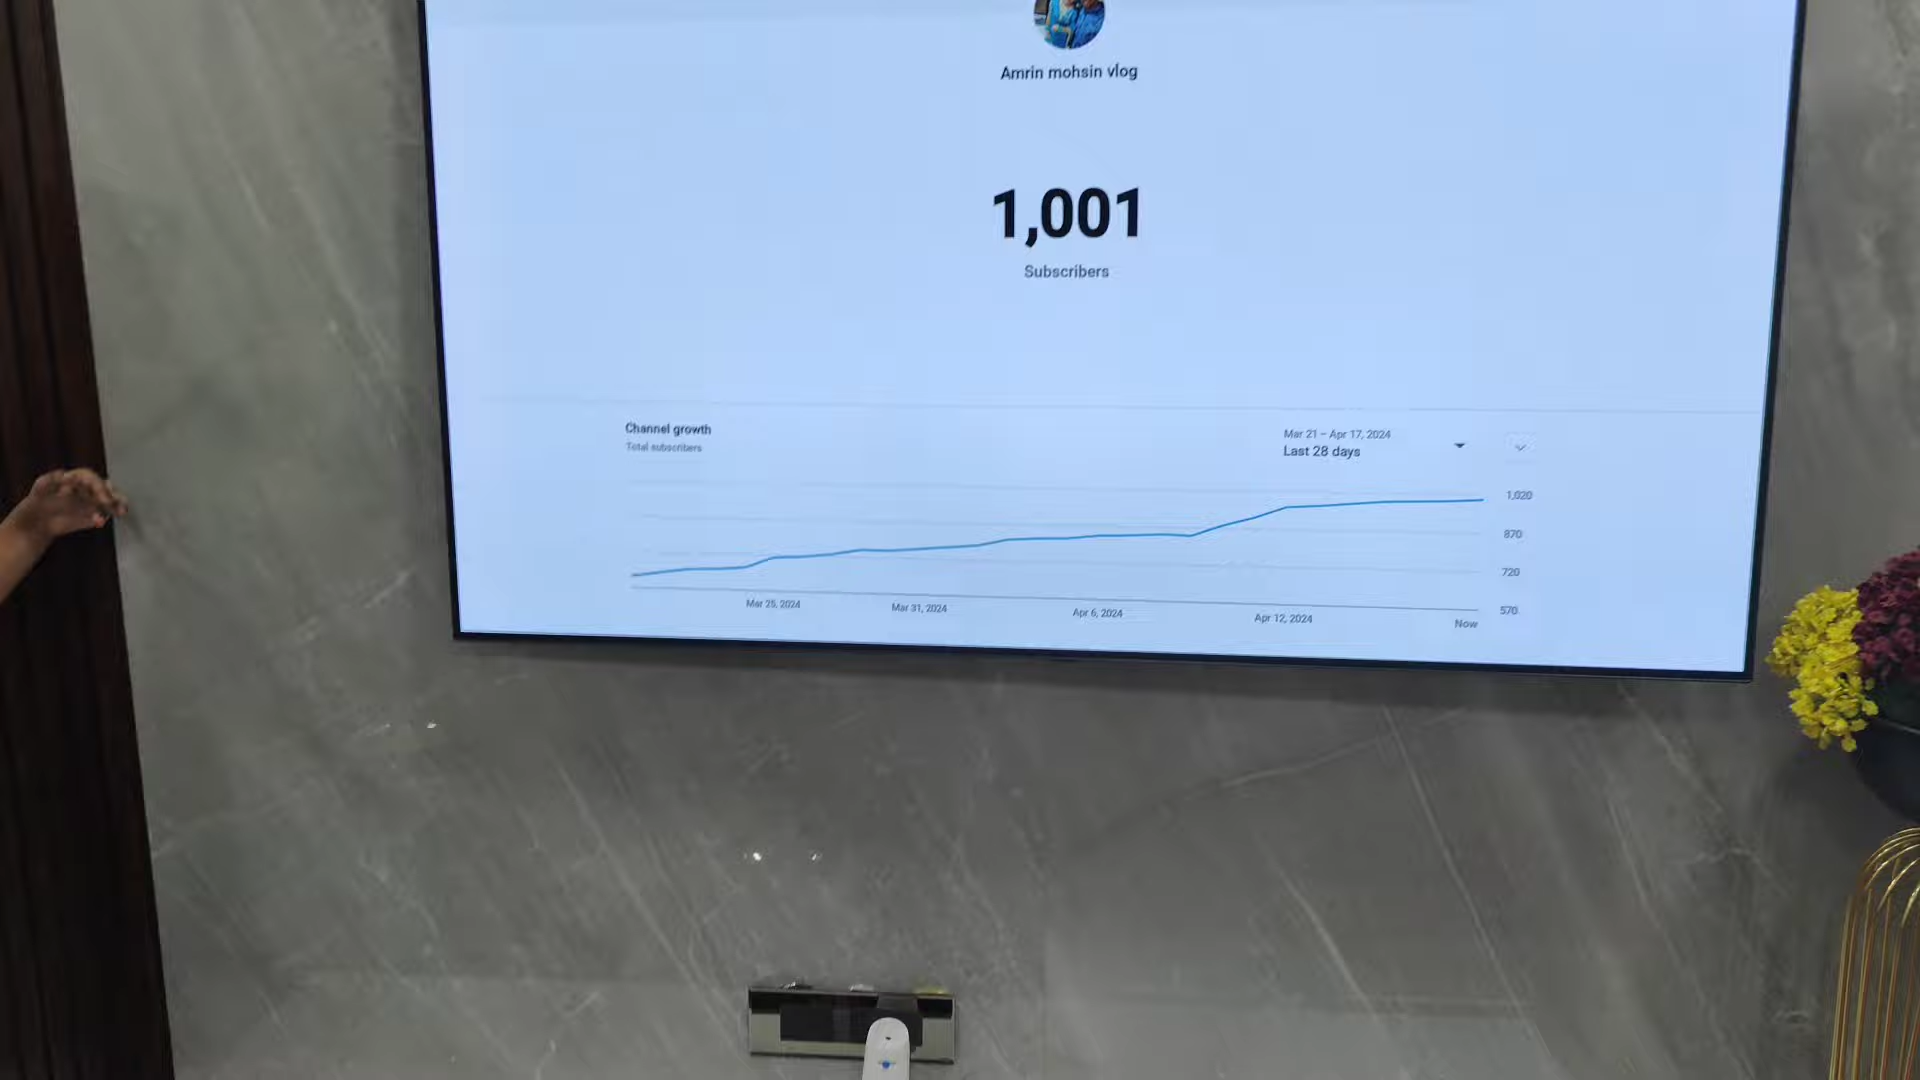 Amrin mohsin vlog
1,001
Subscribers
Channel growth
Total subscribers
Mar 21 – Apr 17, 2024
Last 28 days
1,020
870
720
570
Mar 25, 2024
Mar 31, 2024
Apr 6, 2024
Apr 12, 2024
Now